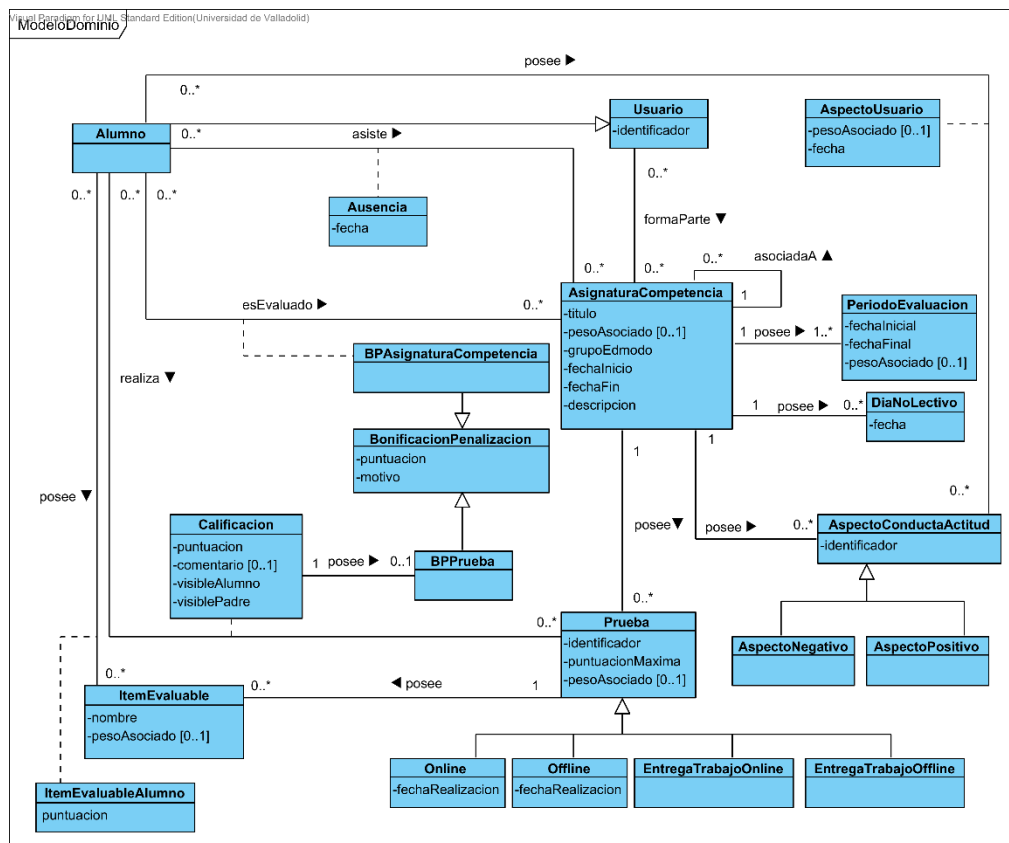 Visual Paradigm for UML Standard Edition(Universidad de Valladolid)
ModeloDominio
posee ▶
0..*
Alumno
0..*
asiste ▶
Usuario
-identificador
AspectoUsuario
-pesoAsociado [0..1]
-fecha
0..*
0..*
0..*
0..*
Ausencia
-fecha
formaParte ▼
0..*
0..*
0..*
asociadaA ▲
1
esEvaluado ▶
0..*
AsignaturaCompetencia
-titulo
-pesoAsociado [0..1]
-grupoEdmodo
-fechaInicio
-fechaFin
-descripcion
1
posee ▶
1..*
PeriodoEvaluacion
-fechaInicial
-fechaFinal
-pesoAsociado [0..1]
BPAsignaturaCompetencia
realiza ▼
1
posee ▶
0..*
DiaNoLectivo
-fecha
BonificacionPenalizacion
-puntuacion
-motivo
1
1
posee ▼
0..*
Calificacion
-puntuacion
-comentario [0..1]
-visibleAlumno
-visiblePadre
1
posee ▶
0..1
BPPrueba
posee▼
posee ▶
0..*
AspectoConductaActitud
-identificador
0..*
0..*
Prueba
-identificador
-puntuacionMaxima
-pesoAsociado [0..1]
AspectoNegativo
AspectoPositivo
0..*
0..*
◀ posee
1
ItemEvaluable
-nombre
-pesoAsociado [0..1]
Online
-fechaRealizacion
Offline
-fechaRealizacion
EntregaTrabajoOnline
EntregaTrabajoOffline
ItemEvaluableAlumno
puntuacion